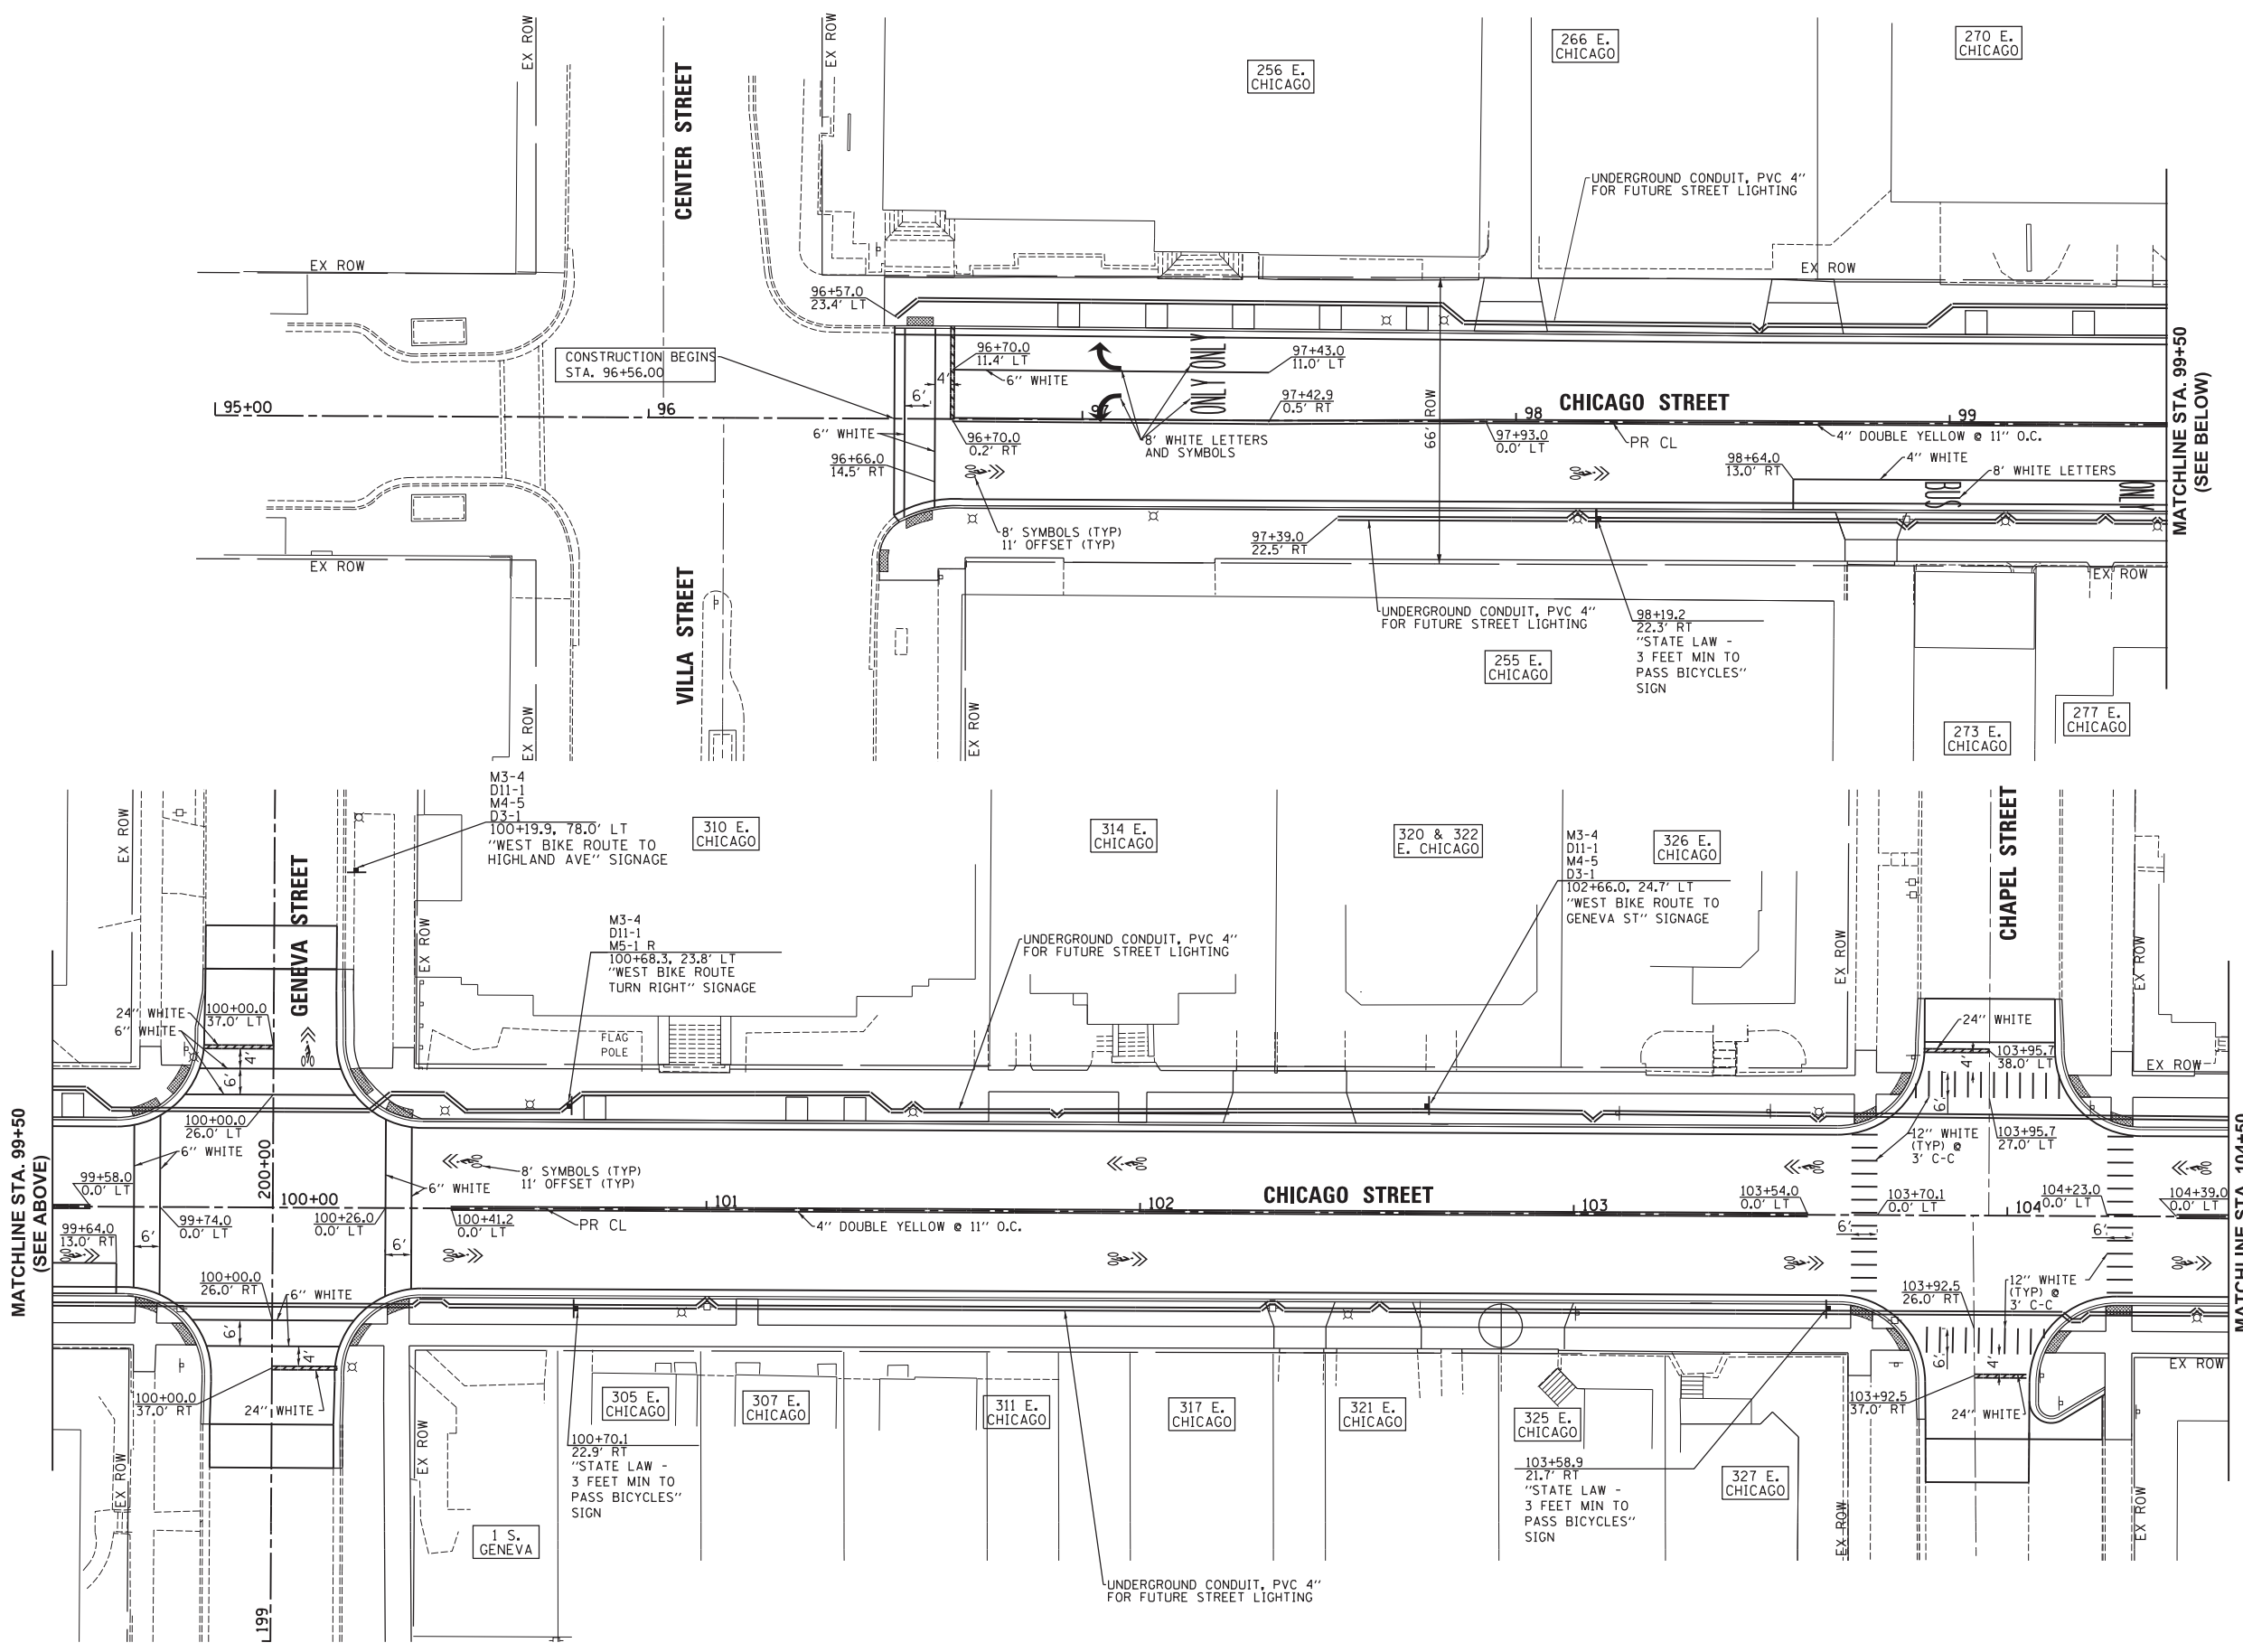 EX ROW
CENTER STREET
EX ROW
256 E.
CHICAGO
266 E.
CHICAGO
270 E.
CHICAGO
UNDERGROUND CONDUIT, PVC 4"
FOR FUTURE STREET LIGHTING
EX ROW
EX ROW
96+57.0
23.4' LT
CONSTRUCTION BEGINS
STA. 96+56.00
96+70.0
11.4' LT
6" WHITE
4'
6'
ONLY
ONLY
97+43.0
11.0' LT
97+42.9
0.5' RT
66' ROW
95+00
96
97
98
99
CHICAGO STREET
MATCHLINE STA. 99+50
(SEE BELOW)
6" WHITE
96+70.0
0.2' RT
8' WHITE LETTERS
AND SYMBOLS
97+93.0
0.0' LT
PR CL
4" DOUBLE YELLOW @ 11" O.C.
96+66.0
14.5' RT
98+64.0
13.0' RT
4" WHITE
8' WHITE LETTERS
BUS
ONLY
8' SYMBOLS (TYP)
11' OFFSET (TYP)
97+39.0
22.5' RT
EX ROW
EX ROW
VILLA STREET
UNDERGROUND CONDUIT, PVC 4"
FOR FUTURE STREET LIGHTING
98+19.2
22.3' RT
"STATE LAW -
3 FEET MIN TO
PASS BICYCLES"
SIGN
255 E.
CHICAGO
273 E.
CHICAGO
277 E.
CHICAGO
EX ROW
EX ROW
M3-4
D11-1
M4-5
D3-1
100+19.9, 78.0' LT
"WEST BIKE ROUTE TO
HIGHLAND AVE" SIGNAGE
310 E.
CHICAGO
314 E.
CHICAGO
320 & 322
E. CHICAGO
M3-4
D11-1
M4-5
D3-1
102+66.0, 24.7' LT
"WEST BIKE ROUTE TO
GENEVA ST" SIGNAGE
326 E.
CHICAGO
CHAPEL STREET
EX ROW
GENEVA STREET
EX ROW
M3-4
D11-1
M5-1 R
100+68.3, 23.8' LT
"WEST BIKE ROUTE
TURN RIGHT" SIGNAGE
UNDERGROUND CONDUIT, PVC 4"
FOR FUTURE STREET LIGHTING
EX ROW
EX ROW
24" WHITE
6" WHITE
100+00.0
37.0' LT
4'
6'
FLAG
POLE
24" WHITE
103+95.7
38.0' LT
4'
6'
EX ROW
100+00.0
26.0' LT
6" WHITE
12" WHITE
(TYP) @
3' C-C
103+95.7
27.0' LT
MATCHLINE STA. 99+50
(SEE ABOVE)
99+58.0
0.0' LT
99+64.0
13.0' RT
6'
99+74.0
0.0' LT
200+00
100+00
100+26.0
0.0' LT
6" WHITE
6'
8' SYMBOLS (TYP)
11' OFFSET (TYP)
100+41.2
0.0' LT
101
PR CL
4" DOUBLE YELLOW @ 11" O.C.
102
CHICAGO STREET
103
103+54.0
0.0' LT
103+70.1
0.0' LT
6'
104
104+23.0
0.0' LT
6'
104+39.0
0.0' LT
MATCHLINE STA. 104+50
100+00.0
26.0' RT
6" WHITE
6'
4'
100+00.0
37.0' RT
24" WHITE
103+92.5
26.0' RT
12" WHITE
(TYP) @
3' C-C
6'
4'
103+92.5
37.0' RT
24" WHITE
EX ROW
305 E.
CHICAGO
307 E.
CHICAGO
311 E.
CHICAGO
317 E.
CHICAGO
321 E.
CHICAGO
325 E.
CHICAGO
327 E.
CHICAGO
100+70.1
22.9' RT
"STATE LAW -
3 FEET MIN TO
PASS BICYCLES"
SIGN
103+58.9
21.7' RT
"STATE LAW -
3 FEET MIN TO
PASS BICYCLES"
SIGN
EX ROW
EX ROW
1 S.
GENEVA
EX ROW
EX ROW
UNDERGROUND CONDUIT, PVC 4"
FOR FUTURE STREET LIGHTING
199